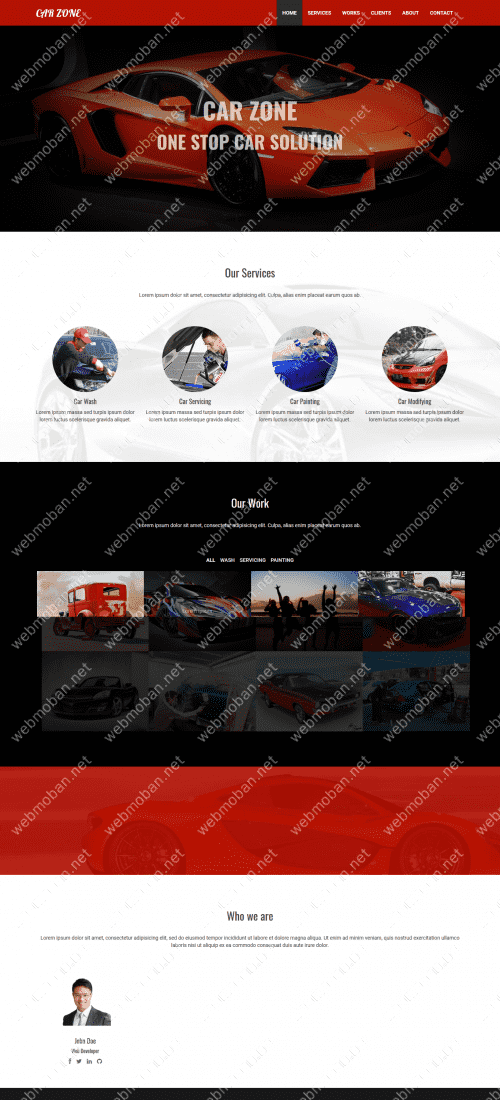 CAR ZONE
HOME SERVICES WORKS CLIENTS ABOUT CONTACT
CAR ZONE
ONE STOP CAR SOLUTION
Our Services
Lorem ipsum dolor sit amet, consectetur adipisicing elit. Culpa, alias enim placeat earum quos ab.
Car Wash
Lorem ipsum massa sed turpis ipsum dolor
lorem luctus scelerisque gravida aliquet.
Car Servicing
Lorem ipsum massa sed turpis ipsum dolor
lorem luctus scelerisque gravida aliquet.
Car Painting
Lorem ipsum massa sed turpis ipsum dolor
lorem luctus scelerisque gravida aliquet.
Car Modifying
Lorem ipsum massa sed turpis ipsum dolor
lorem luctus scelerisque gravida aliquet.
Our Work
Lorem ipsum dolor sit amet, consectetur adipisicing elit. Culpa, alias enim placeat earum quos ab.
ALL WASH SERVICING PAINTING
Who we are
Lorem ipsum dolor sit amet, consectetur adipisicing elit, sed do eiusmod tempor incididunt ut labore et dolore magna aliqua. Ut enim ad minim veniam, quis nostrud exercitation ullamco
laboris nisi ut aliquip ex ea commodo consequat duis aute irure dolor.
John Doe
Web Developer
webmoban.net